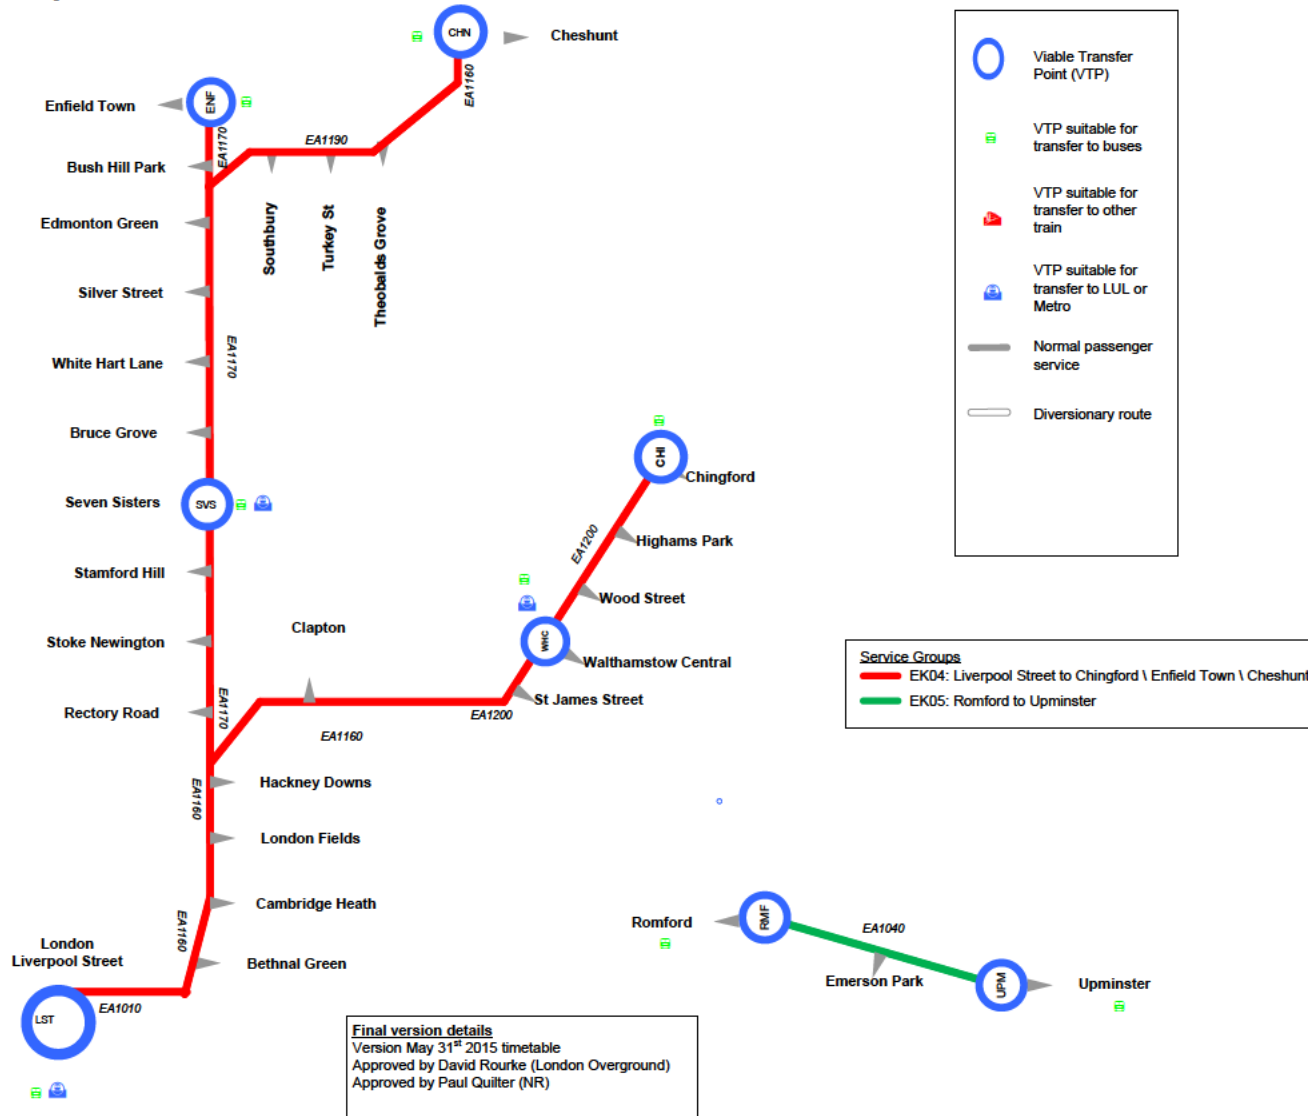 CHN
Cheshunt
EA1160
ENF
Enfield Town
EA1170
EA1190
Bush Hill Park
Edmonton Green
Southbury
Turkey St
Theobalds Grove
Silver Street
White Hart Lane
EA1170
Bruce Grove
Seven Sisters
SVS
Stamford Hill
Stoke Newington
Rectory Road
EA1170
Clapton
EA1160
EA1200
CHI
Chingford
EA1200
Highams Park
Wood Street
WHC
Walthamstow Central
St James Street
Hackney Downs
EA1160
London Fields
Cambridge Heath
EA1160
Bethnal Green
London
Liverpool Street
EA1010
LST
Viable Transfer
Point (VTP)
VTP suitable for
transfer to buses
VTP suitable for
transfer to other
train
VTP suitable for
transfer to LUL or
Metro
Normal passenger
service
Diversionary route
Service Groups
EK04: Liverpool Street to Chingford \ Enfield Town \ Cheshunt
EK05: Romford to Upminster
Romford
RMF
EA1040
Emerson Park
UPM
Upminster
Final version details
Version May 31st 2015 timetable
Approved by David Rourke (London Overground)
Approved by Paul Quilter (NR)